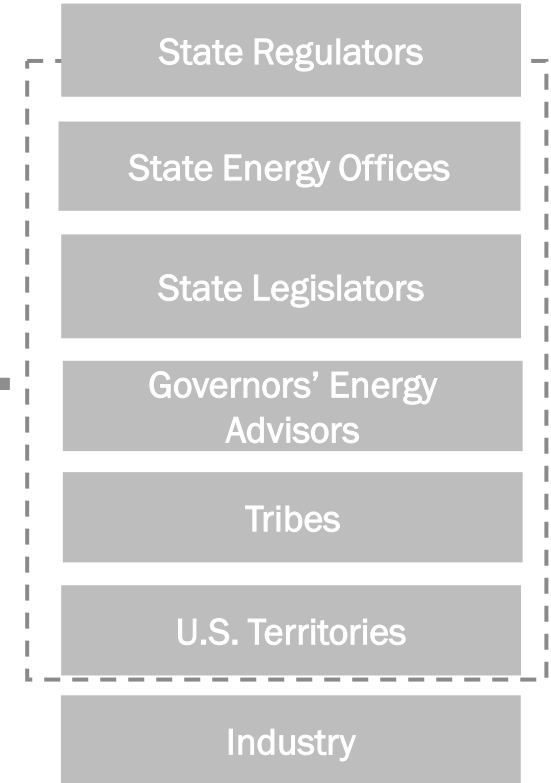 State Regulators
State Energy Offices
State Legislators
Governors’ Energy
Advisors
Tribes
U.S. Territories
Industry